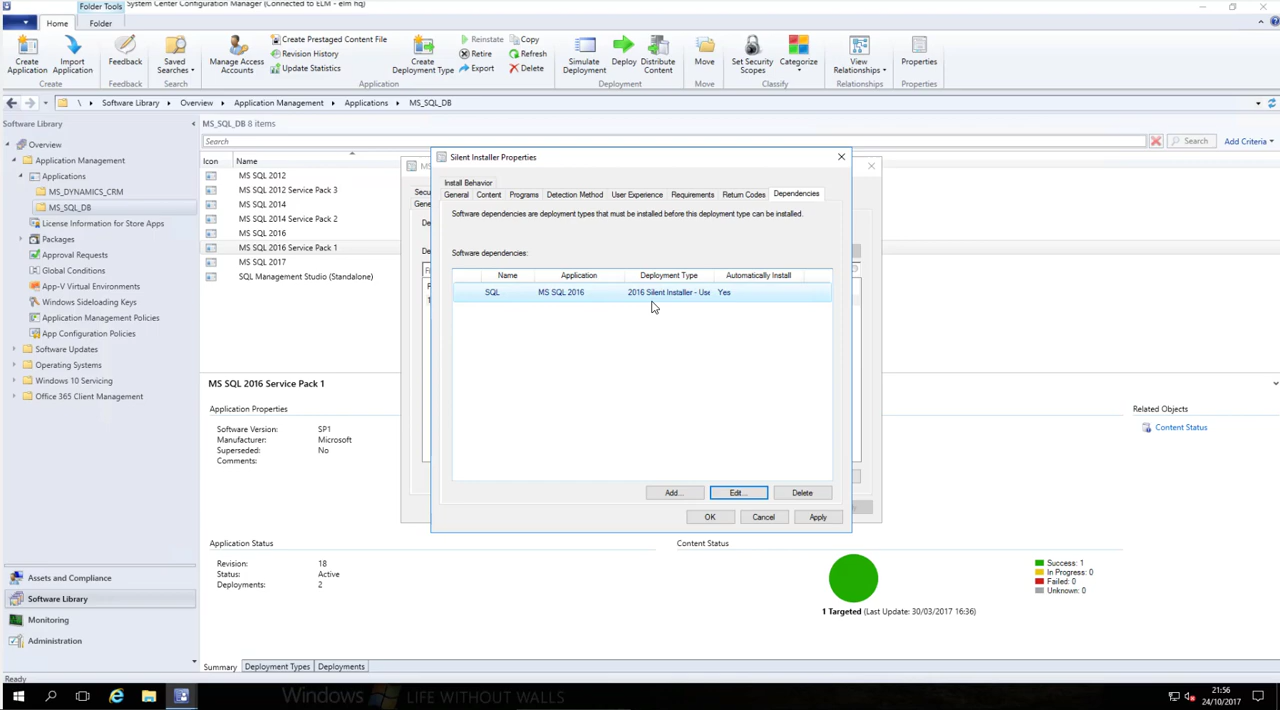 Folder Tools
System Center Configuration Manager (Connected to ELM - elm hq)
Home
Folder
Create Application
Import Application
Create
Feedback
Feedback
Saved Searches
Search
Manage Access Accounts
Create Prestaged Content File
Revision History
Update Statistics
Create Deployment Type
Reinstate
Retire
Export
Copy
Refresh
Delete
Application
Simulate Deployment
Deploy
Distribute Content
Deployment
Move
Move
Set Security Scopes
Categorize
Classify
View Relationships
Relationships
Properties
Properties
\ Software Library Overview Application Management Applications MS_SQL_DB
Software Library
Overview
Application Management
Applications
MS_DYNAMICS_CRM
MS_SQL_DB
License Information for Store Apps
Packages
Approval Requests
Global Conditions
App-V Virtual Environments
Windows Sideloading Keys
Application Management Policies
App Configuration Policies
Software Updates
Operating Systems
Windows 10 Servicing
Office 365 Client Management
Assets and Compliance
Software Library
Monitoring
Administration
MS_SQL_DB 8 items
Search
Search
Add Criteria
Icon Name
MS SQL 2012
MS SQL 2012 Service Pack 3
MS SQL 2014
MS SQL 2014 Service Pack 2
MS SQL 2016
MS SQL 2016 Service Pack 1
MS SQL 2017
SQL Management Studio (Standalone)
Silent Installer Properties
Install Behavior
General Content Programs Detection Method User Experience Requirements Return Codes Dependencies
Software dependencies are deployment types that must be installed before this deployment type can be installed.
Software dependencies:
Name Application Deployment Type Automatically Install
SQL MS SQL 2016 2016 Silent Installer - Use Yes
Add... Edit... Delete
OK Cancel Apply
MS SQL 2016 Service Pack 1
Application Properties
Software Version: SP1
Manufacturer: Microsoft
Superseded: No
Comments:
Related Objects
Content Status
Application Status
Revision: 18
Status: Active
Deployments: 2
Content Status
Success: 1
In Progress: 0
Failed: 0
Unknown: 0
1 Targeted (Last Update: 30/03/2017 16:36)
Summary Deployment Types Deployments
Ready
Windows LIFE WITHOUT WALLS
21:56
24/10/2017